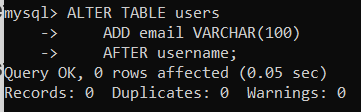 mysql> ALTER TABLE users
    ->     ADD email VARCHAR(100)
    ->     AFTER username;
Query OK, 0 rows affected (0.05 sec)
Records: 0  Duplicates: 0  Warnings: 0